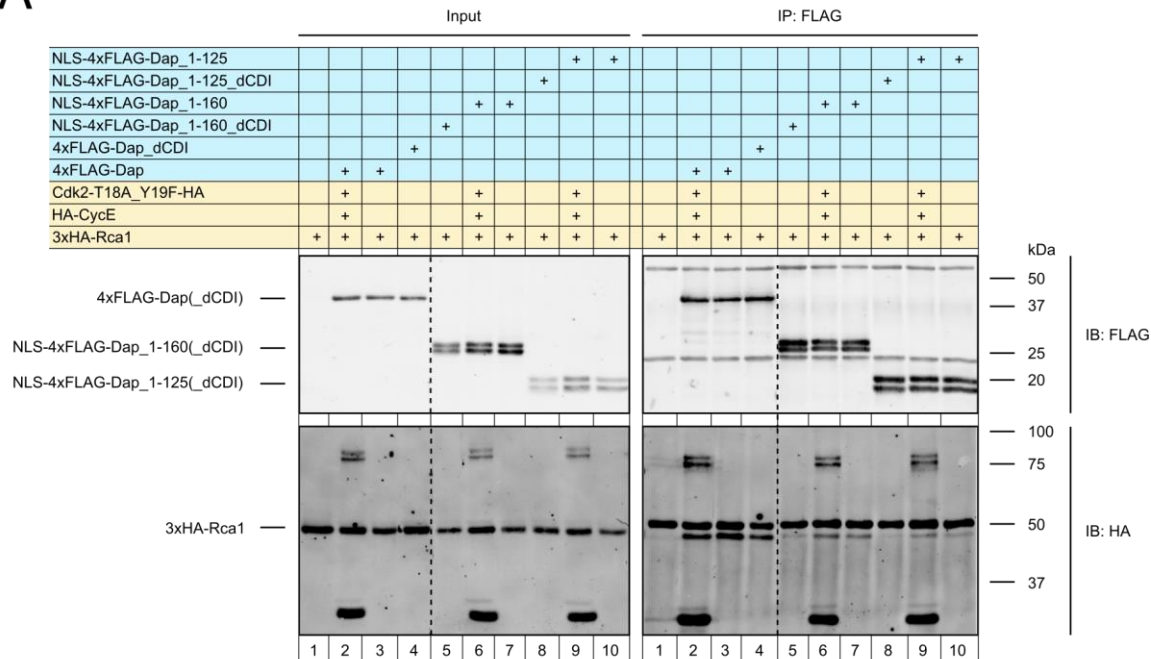 A
Input IP: FLAG
NLS-4xFLAG-Dap_1-125 + + + +
NLS-4xFLAG-Dap_1-125_dCDI + +
NLS-4xFLAG-Dap_1-160 + + + +
NLS-4xFLAG-Dap_1-160_dCDI + +
4xFLAG-Dap_dCDI + +
4xFLAG-Dap + + + +
Cdk2-T18A_Y19F-HA + + + + + +
HA-CycE + + + + + +
3xHA-Rca1 + + + + + + + + + + + + + + + + + + + +
kDa
50
4xFLAG-Dap(_dCDI) 37
IB: FLAG
NLS-4xFLAG-Dap_1-160(_dCDI) 25
NLS-4xFLAG-Dap_1-125(_dCDI) 20
100
75
3xHA-Rca1 50
IB: HA
37
1 2 3 4 5 6 7 8 9 10 1 2 3 4 5 6 7 8 9 10